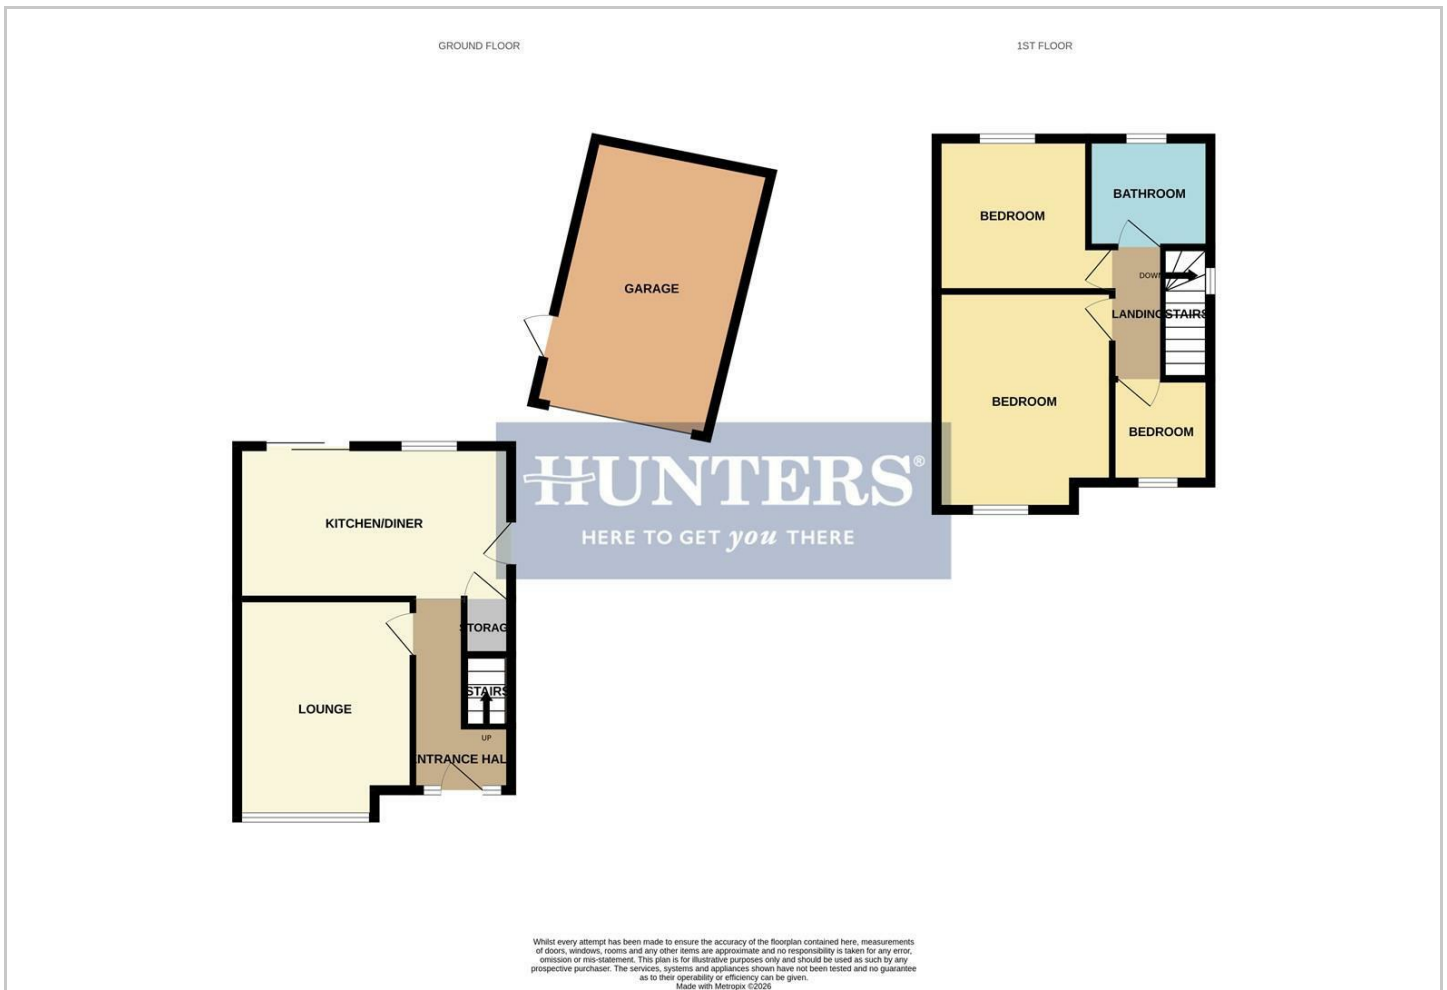 GROUND FLOOR
1ST FLOOR
BATHROOM
BEDROOM
DOWN
LANDING
STAIRS
BEDROOM
BEDROOM
GARAGE
HUNTERS®
HERE TO GET you THERE
KITCHEN/DINER
STORAG
LOUNGE
STAIRS
UP
ENTRANCE HAL
Whilst every attempt has been made to ensure the accuracy of the floorplan contained here, measurements
of doors, windows, rooms and any other items are approximate and no responsibility is taken for any error,
omission or mis-statement. This plan is for illustrative purposes only and should be used as such by any
prospective purchaser. The services, systems and appliances shown have not been tested and no guarantee
as to their operability or efficiency can be given.
Made with Metropix ©2026